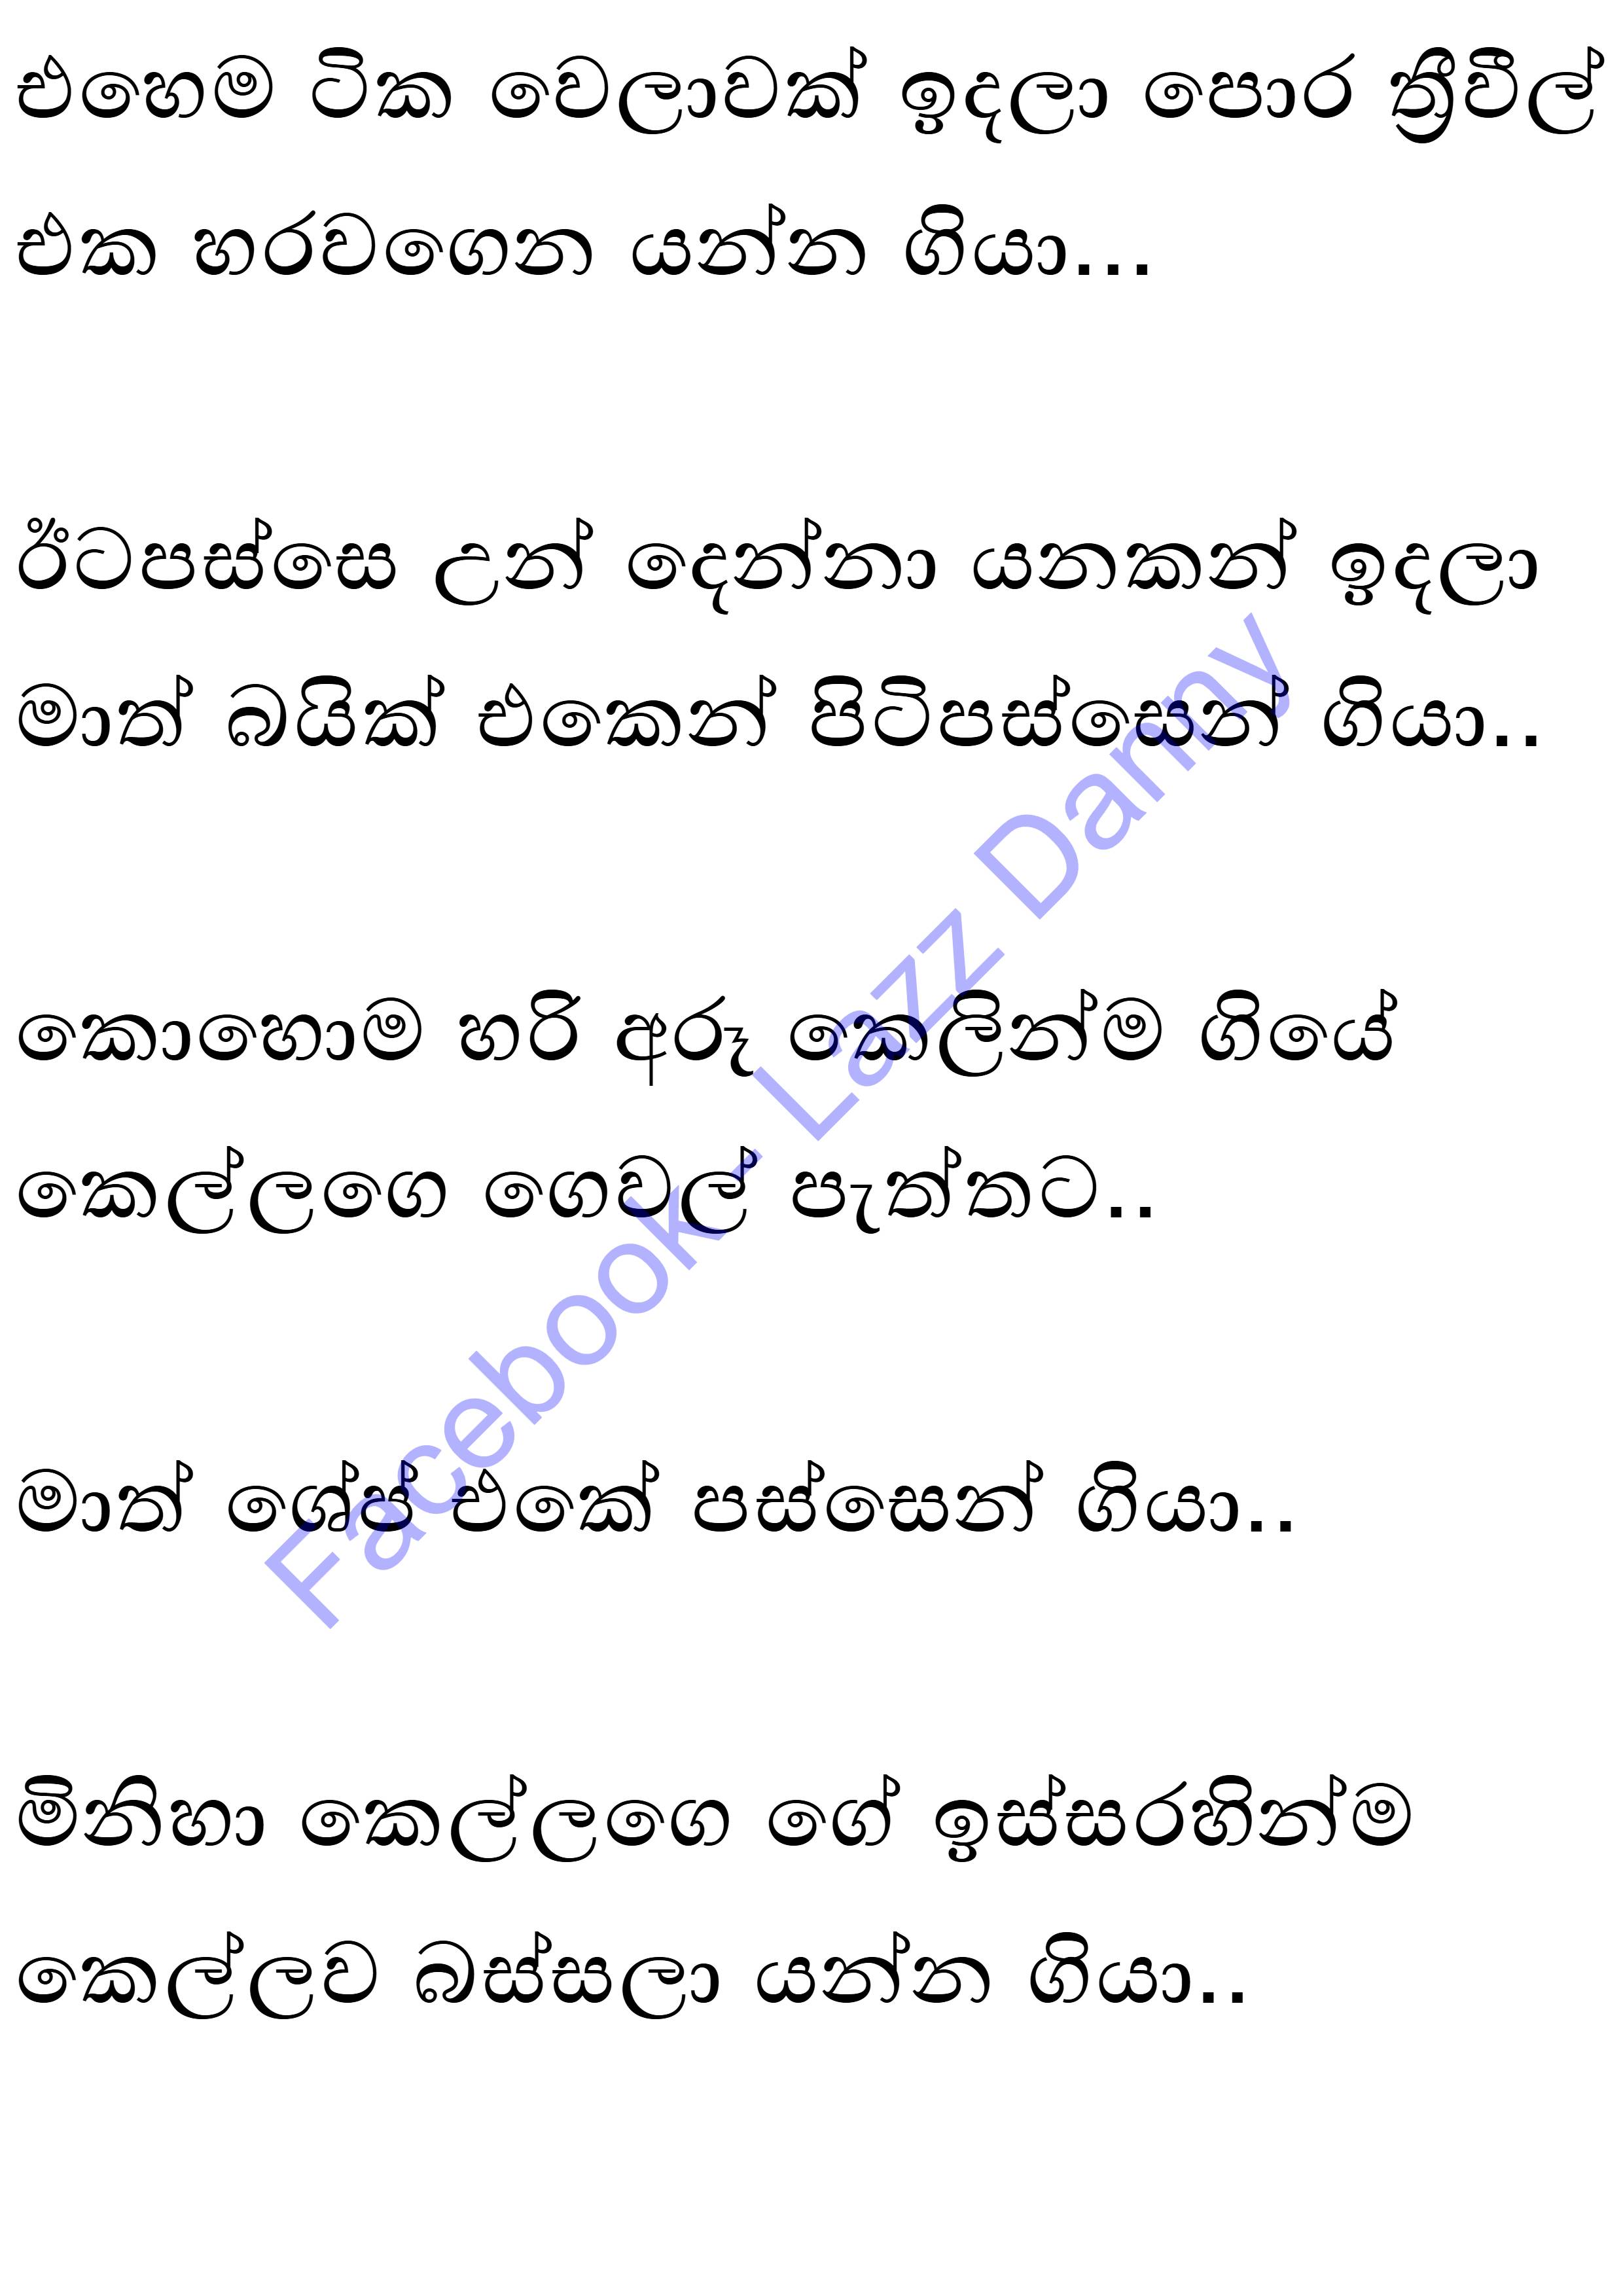 එහෙම ටික වෙලාවක් ඉදලා පොර ත්‍රීවීල්
එක හරවගෙන යන්න ගියා...
ඊටපස්සෙ උන් දෙන්නා යනකන් ඉදලා
මාත් බයික් එකෙන් පිටිපස්සෙන් ගියා..
කොහොම හරි අරූ කෙලින්ම ගියේ
කෙල්ලගෙ ගෙවල් පැත්තට..
මාත් ගේප් එකේ පස්සෙන් ගියා..
මිනිහා කෙල්ලගෙ ගේ ඉස්සරහින්ම
කෙල්ලව බස්සලා යන්න ගියා..
Facebook - Lazz Danny